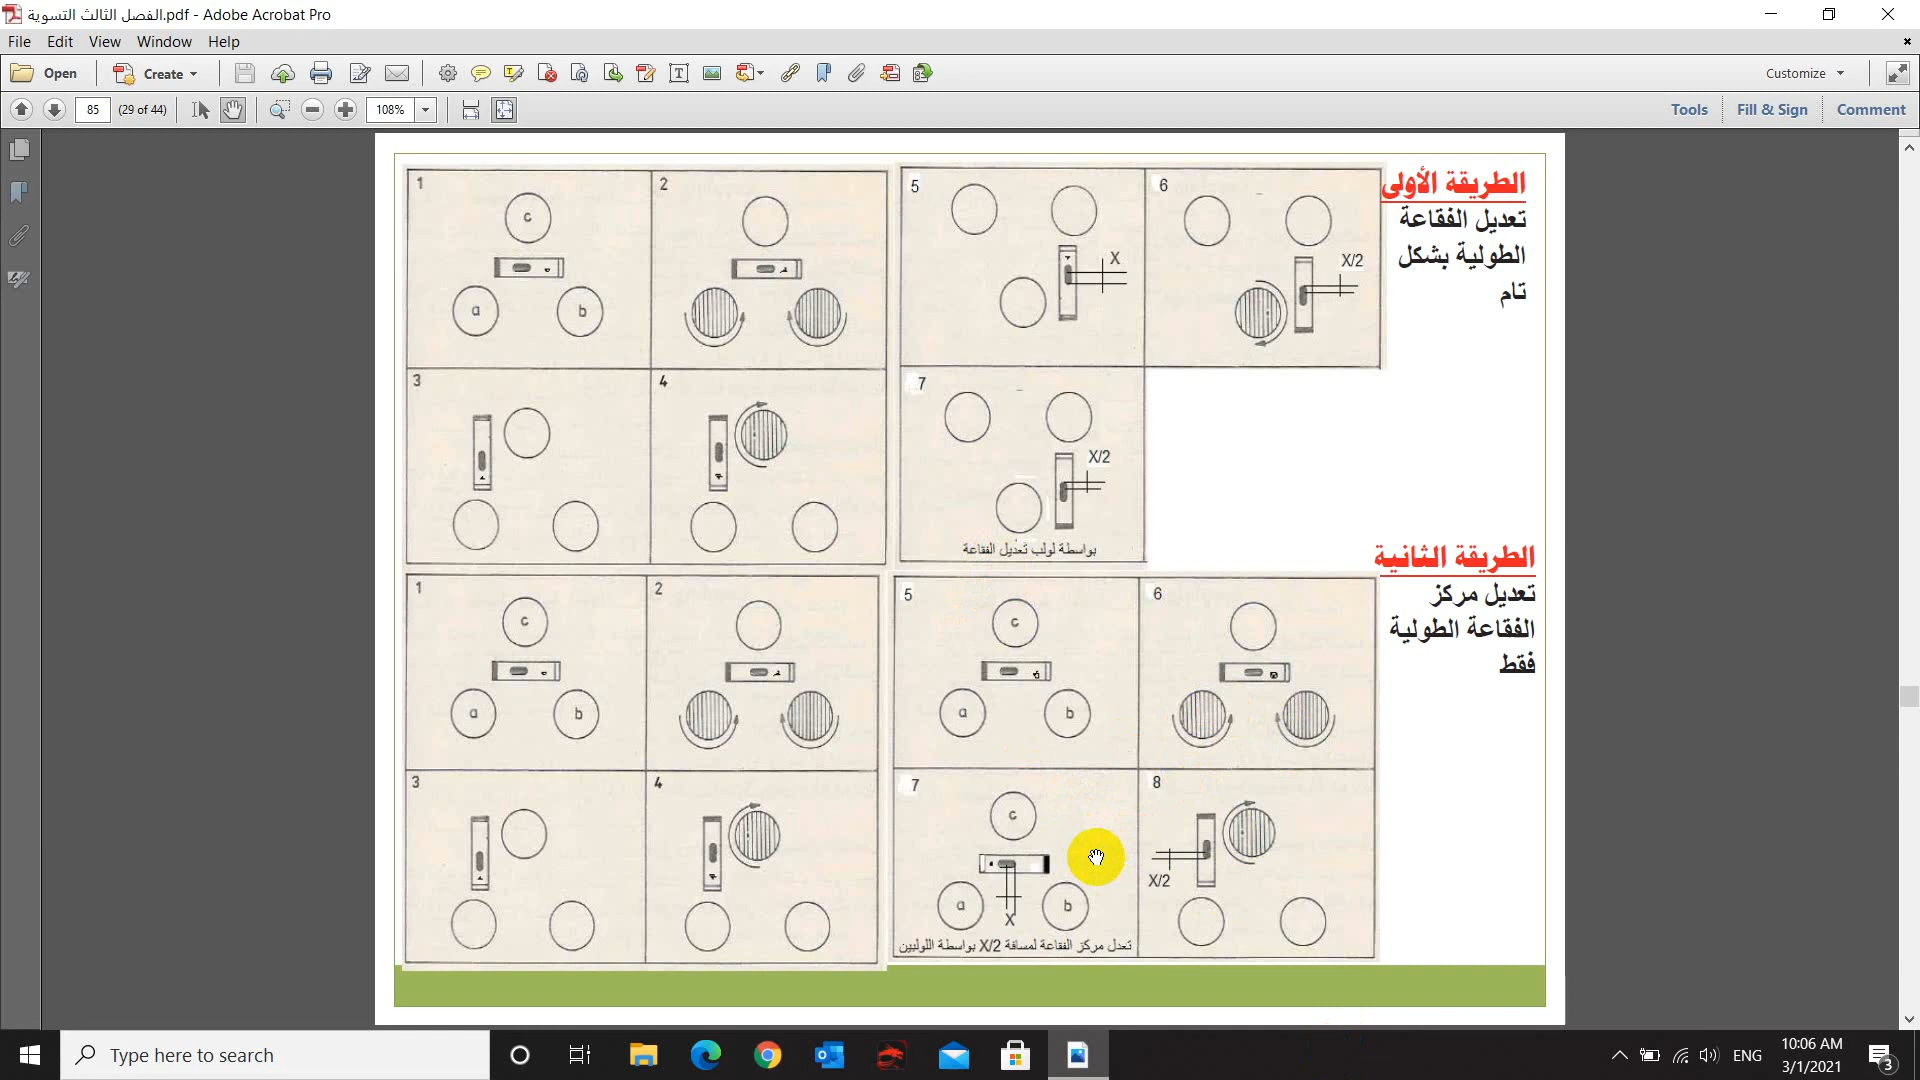 الفصل الثالث التسوية.pdf - Adobe Acrobat Pro
File Edit View Window Help
Open Create Customize
85 (29 of 44) 108% Tools Fill & Sign Comment
الطريقة الأولى
تعديل الفقاعة
الطولية بشكل
تام
1
c
a
b
2
3
4
5
X
6
X/2
7
X/2
بواسطة لولب تعديل الفقاعة
الطريقة الثانية
تعديل مركز
الفقاعة الطولية
فقط
1
c
a
b
2
3
4
5
c
a
b
6
7
c
a
b
X
تعدل مركز الفقاعة لمسافة X/2 بواسطة اللولبين
8
X/2
Type here to search
ENG
10:06 AM
3/1/2021
3